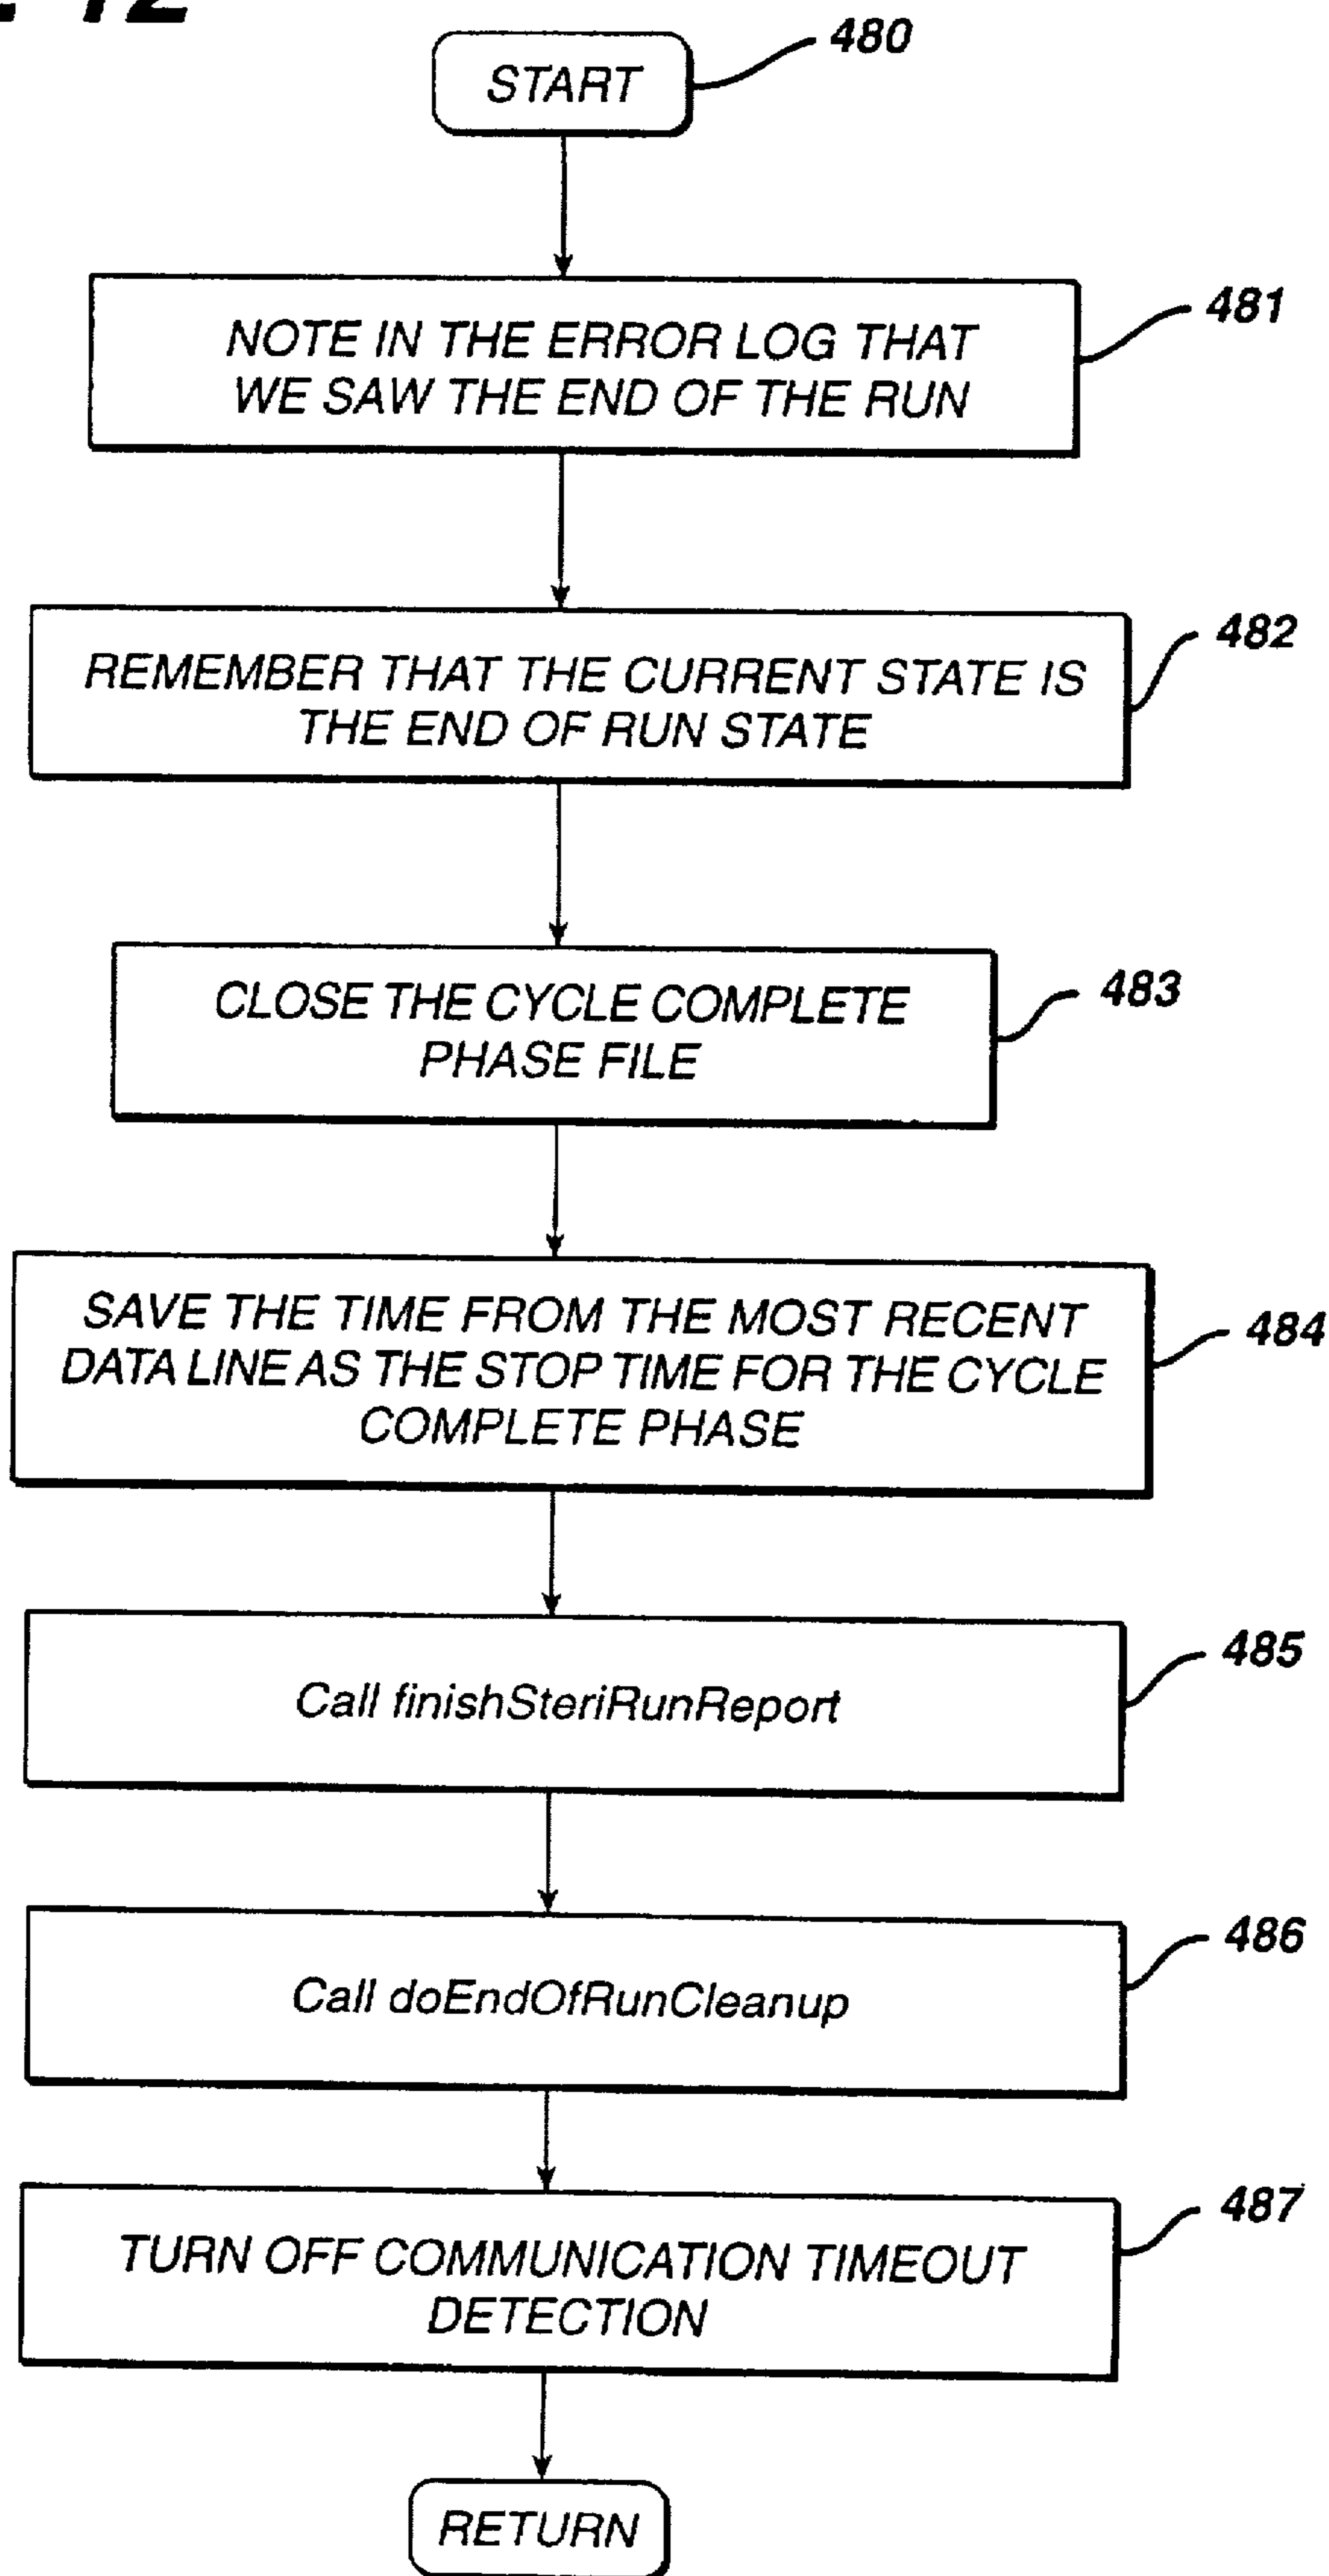 12
START
480
NOTE IN THE ERROR LOG THAT
WE SAW THE END OF THE RUN
481
REMEMBER THAT THE CURRENT STATE IS
THE END OF RUN STATE
482
CLOSE THE CYCLE COMPLETE
PHASE FILE
483
SAVE THE TIME FROM THE MOST RECENT
DATA LINE AS THE STOP TIME FOR THE CYCLE
COMPLETE PHASE
484
Call finishSteriRunReport
485
Call doEndOfRunCleanup
486
TURN OFF COMMUNICATION TIMEOUT
DETECTION
487
RETURN